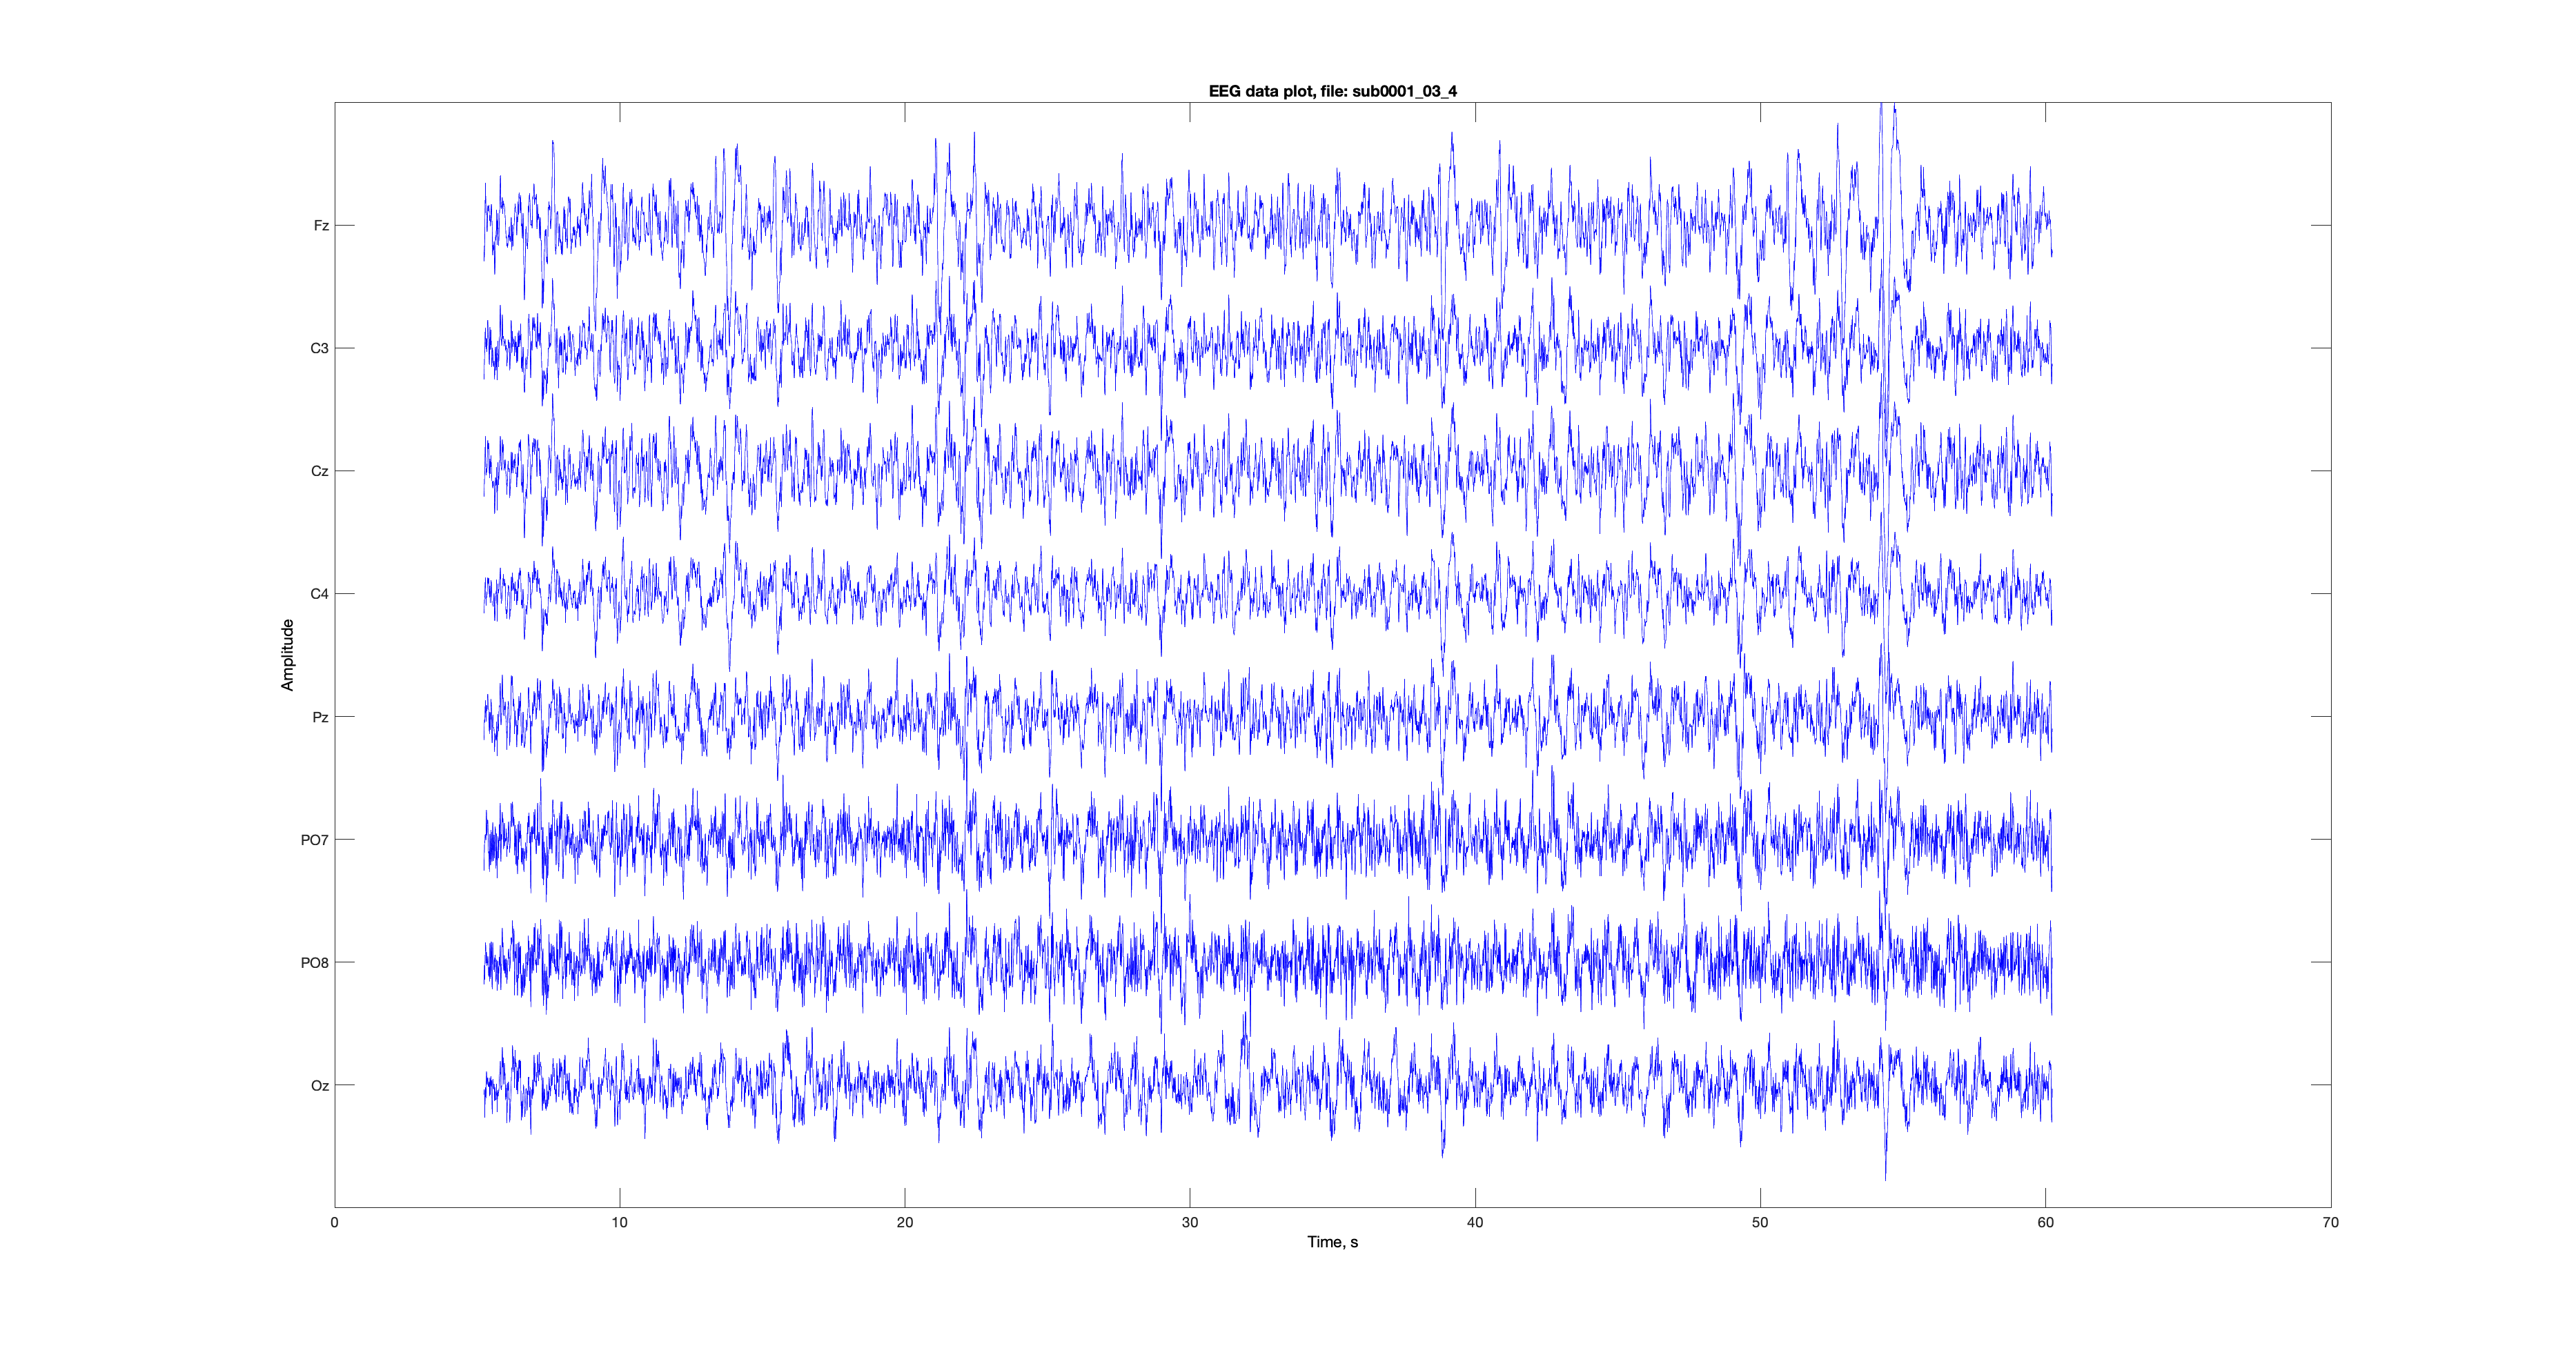 EEG data plot, file: sub0001_03_4
Fz
C3
Cz
C4
Pz
PO7
PO8
Oz
Amplitude
0 10 20 30 40 50 60 70
Time, s